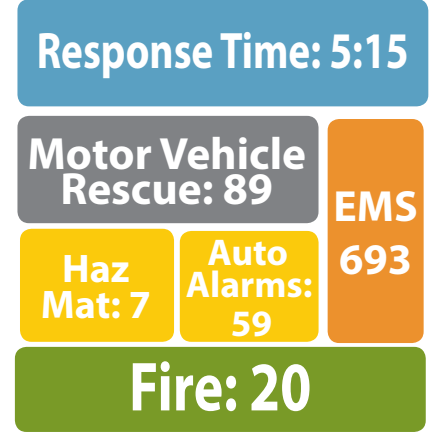 Response Time: 5:15
Motor Vehicle
Rescue: 89
EMS
693
Haz
Mat: 7
Auto
Alarms:
59
Fire: 20